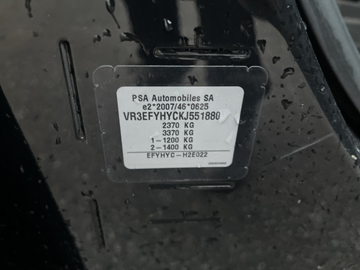 PSA Automobiles SA
e2*2007/46*0625
VR3EFYHYCKJ551880
2370 KG
3370 KG
1-1200 KG
2-1400 KG
EFYHYC-H2E022